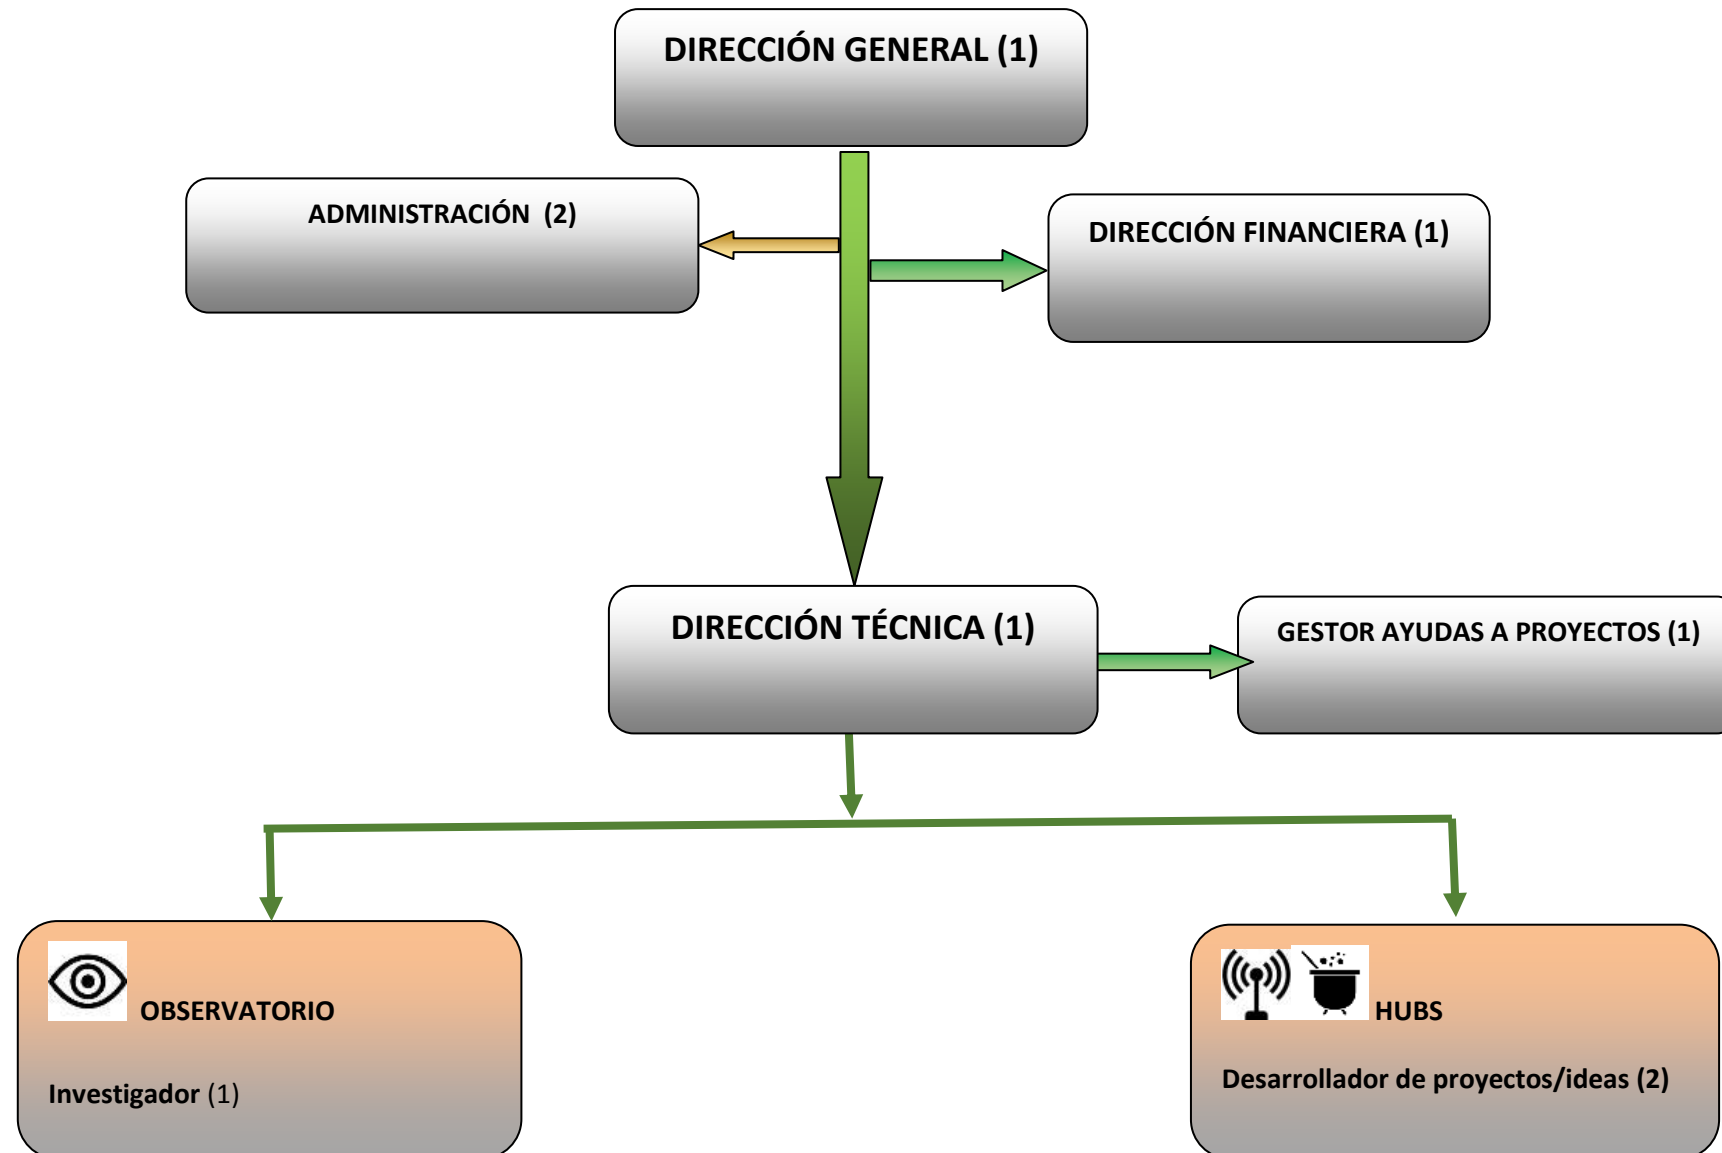 DIRECCIÓN GENERAL (1)
ADMINISTRACIÓN (2)
DIRECCIÓN FINANCIERA (1)
DIRECCIÓN TÉCNICA (1)
GESTOR AYUDAS A PROYECTOS (1)
OBSERVATORIO
Investigador (1)
HUBS
Desarrollador de proyectos/ideas (2)